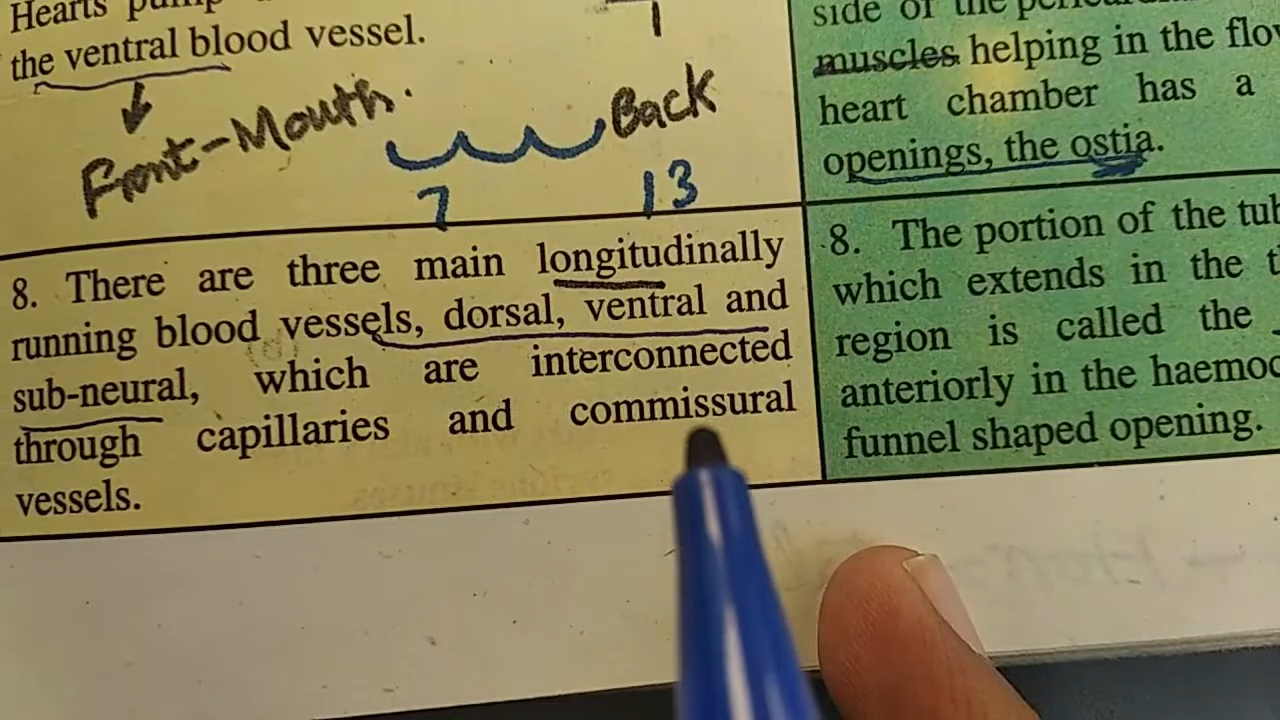 Hearts pump
the ventral blood vessel.
Front-Mouth.
Back
7
13
8. There are three main longitudinally
running blood vessels, dorsal, ventral and
sub-neural, which are interconnected
through capillaries and commissural
vessels.
1
side of the
muscles helping in the
heart chamber has a
openings, the ostia.
8. The portion of the
which extends in the
region is called the
anteriorly in the
funnel shaped opening.